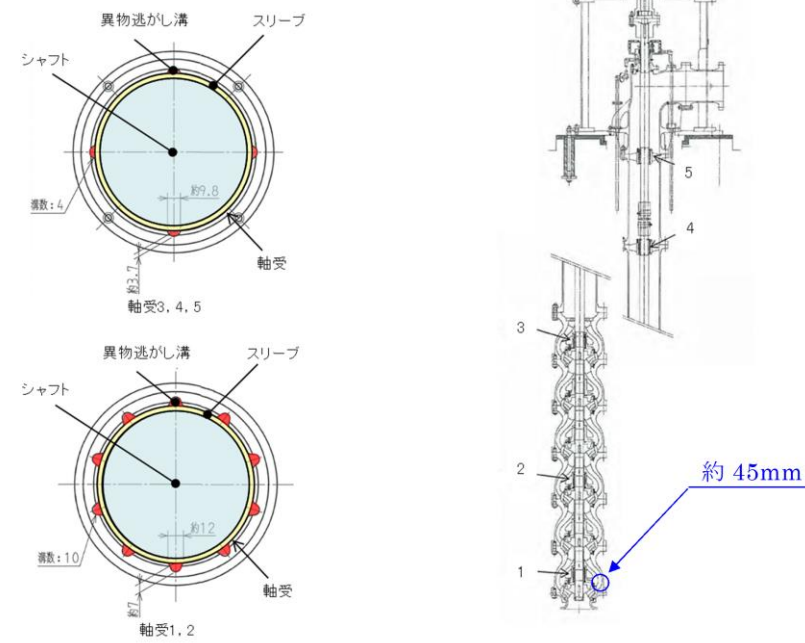 異物逃がし溝
スリーブ
シャフト
約9.8
溝数:4
軸受
約3.7
軸受3, 4, 5
異物逃がし溝
スリーブ
シャフト
約12
溝数:10
軸受
約7
軸受1, 2
5
4
3
2
1
約 45mm